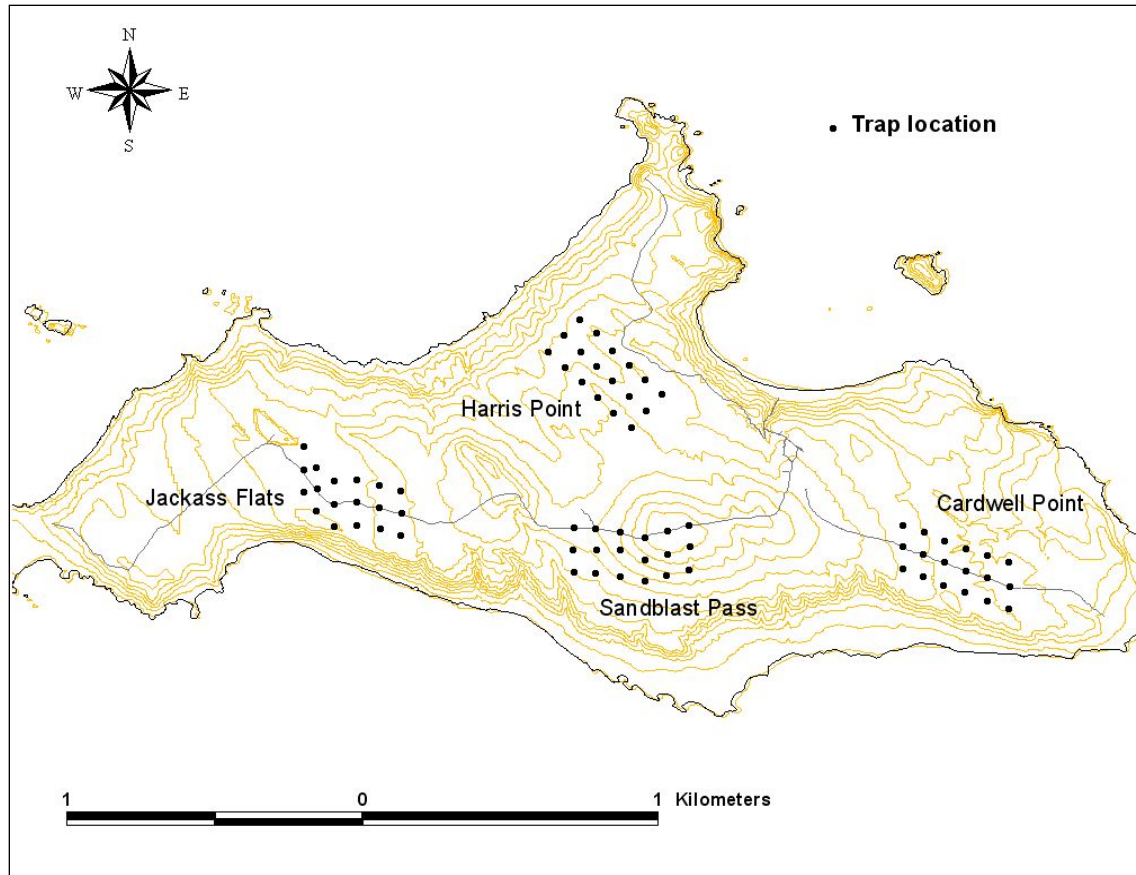 N
W E
S
Trap location
Harris Point
Jackass Flats
Cardwell Point
Sandblast Pass
1 0 1 Kilometers